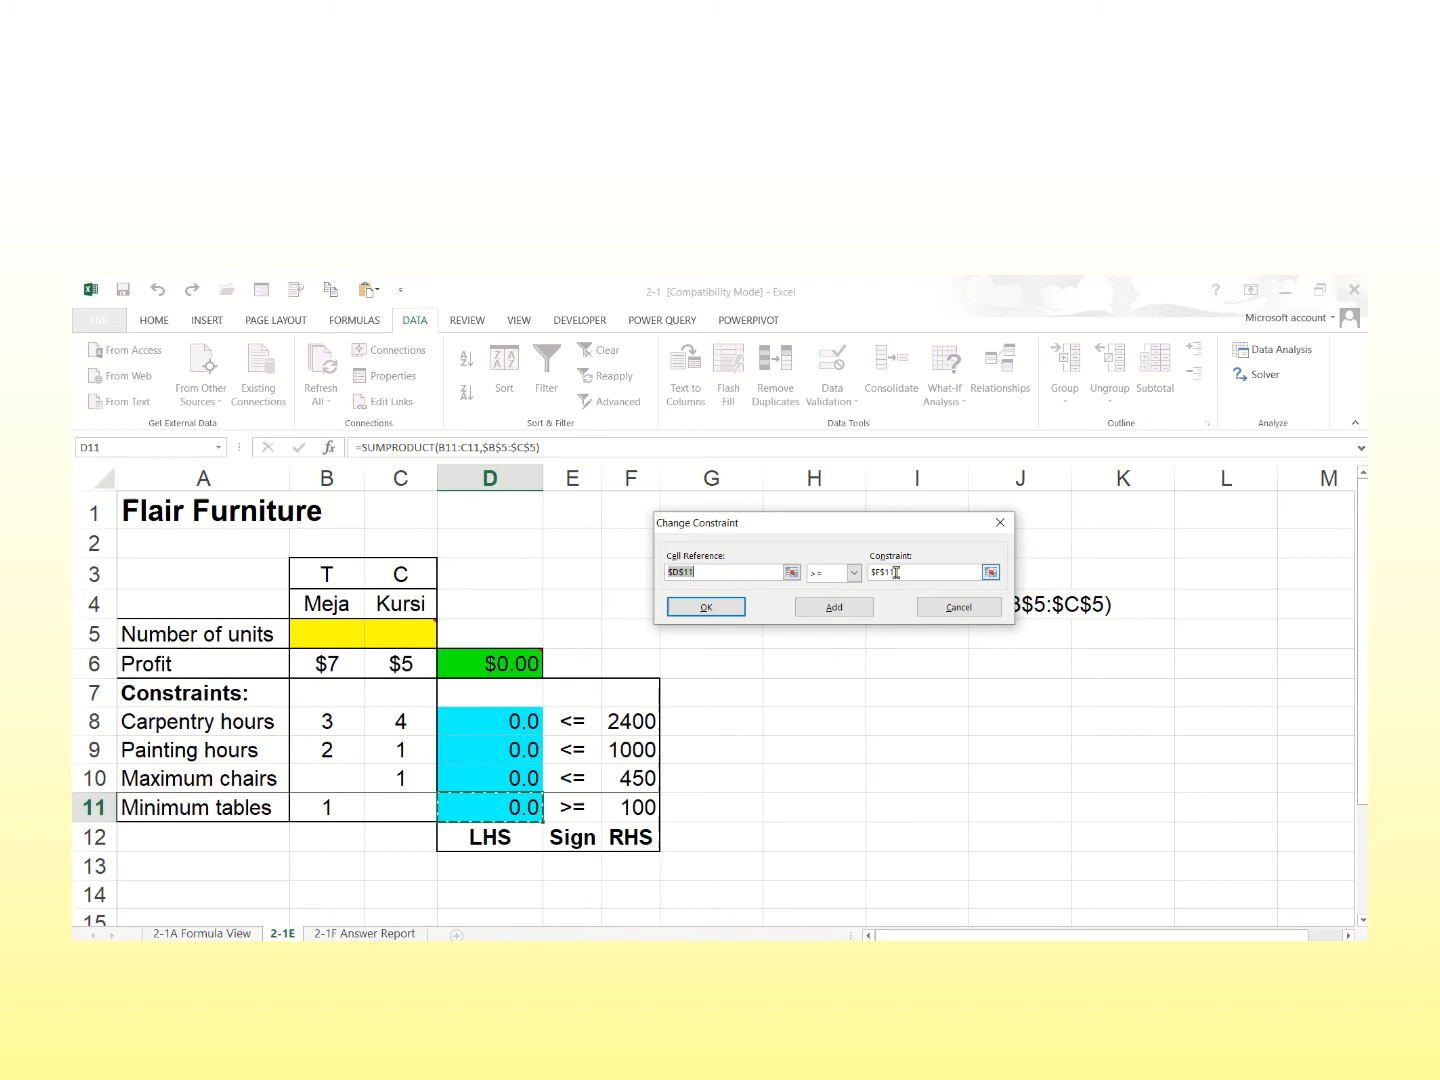 2-1 [Compatibility Mode] - Excel
FILE HOME INSERT PAGE LAYOUT FORMULAS DATA REVIEW VIEW DEVELOPER POWER QUERY POWERPIVOT Microsoft account
From Access
From Web
From Text
From Other Sources
Existing Connections
Get External Data
Refresh All
Connections
Properties
Edit Links
Connections
Sort
Filter
Clear
Reapply
Advanced
Sort & Filter
Text to Columns
Flash Fill
Remove Duplicates
Data Validation
Consolidate
What-If Analysis
Relationships
Data Tools
Group
Ungroup
Subtotal
Outline
Data Analysis
Solver
Analyze
D11 fx =SUMPRODUCT(B11:C11,$B$5:$C$5)
A B C D E F G H I J K L M
1 Flair Furniture
2
3 T C
4 Meja Kursi B$5:$C$5)
5 Number of units
6 Profit $7 $5 $0.00
7 Constraints:
8 Carpentry hours 3 4 0.0 <= 2400
9 Painting hours 2 1 0.0 <= 1000
10 Maximum chairs 1 0.0 <= 450
11 Minimum tables 1 0.0 >= 100
12 LHS Sign RHS
13
14
15
Change Constraint
Cell Reference: Constraint:
$D$11 >= $F$11
OK Add Cancel
2-1A Formula View 2-1E 2-1F Answer Report